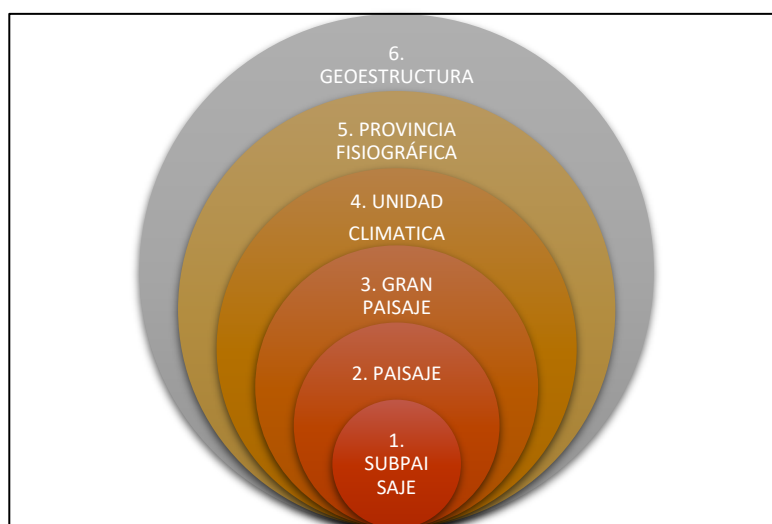 6.
GEOESTRUCTURA
5. PROVINCIA
FISIOGRÁFICA
4. UNIDAD
CLIMATICA
3. GRAN
PAISAJE
2. PAISAJE
1.
SUBPAI
SAJE